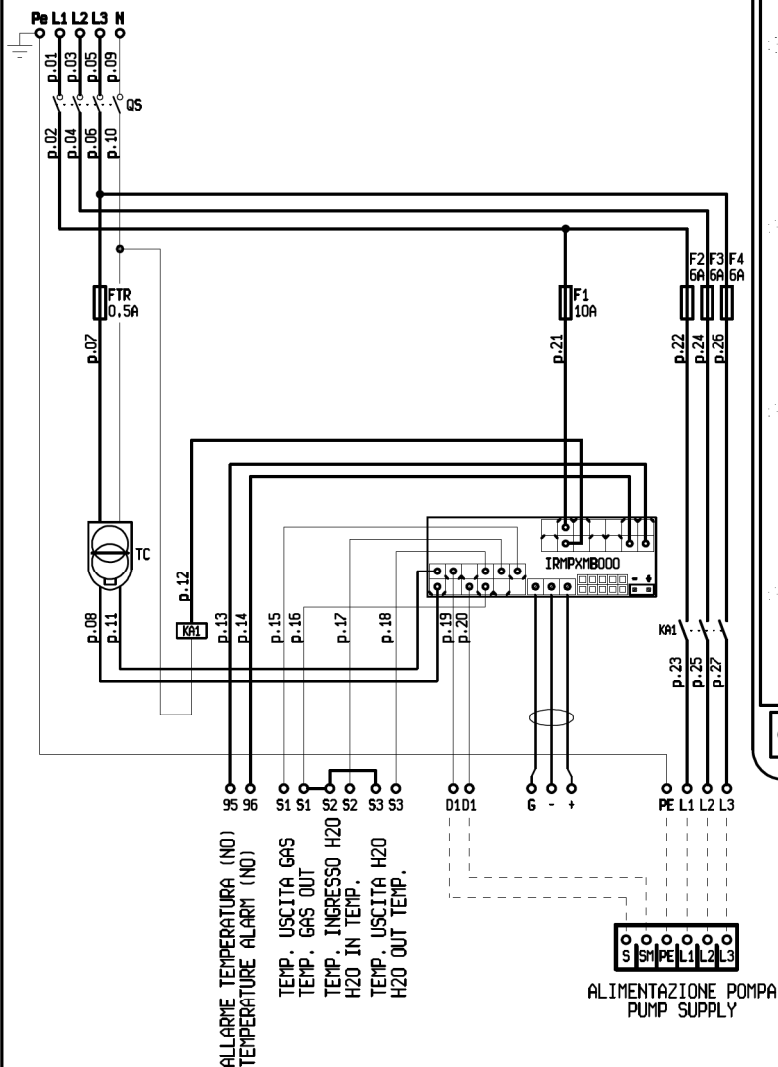 Pe L1 L2 L3 N
p.01
p.03
p.05
p.09
QS
p.02
p.04
p.06
p.10
FTR
0,5A
F1
10A
F2 F3 F4
6A 6A 6A
p.07
p.21
p.22
p.24
p.26
IRMPXMB000
- +
TC
p.12
KA1
p.08
p.11
p.13
p.14
p.15
p.16
p.17
p.18
p.19
p.20
KA1
p.23
p.25
p.27
95 96 S1 S1 S2 S2 S3 S3 D1 D1 G - + PE L1 L2 L3
ALLARME TEMPERATURA (NO)
TEMPERATURE ALARM (NO)
TEMP. USCITA GAS
TEMP. GAS OUT
TEMP. INGRESSO H2O
H2O IN TEMP.
TEMP. USCITA H2O
H2O OUT TEMP.
S SM PE L1 L2 L3
ALIMENTAZIONE POMPA
PUMP SUPPLY